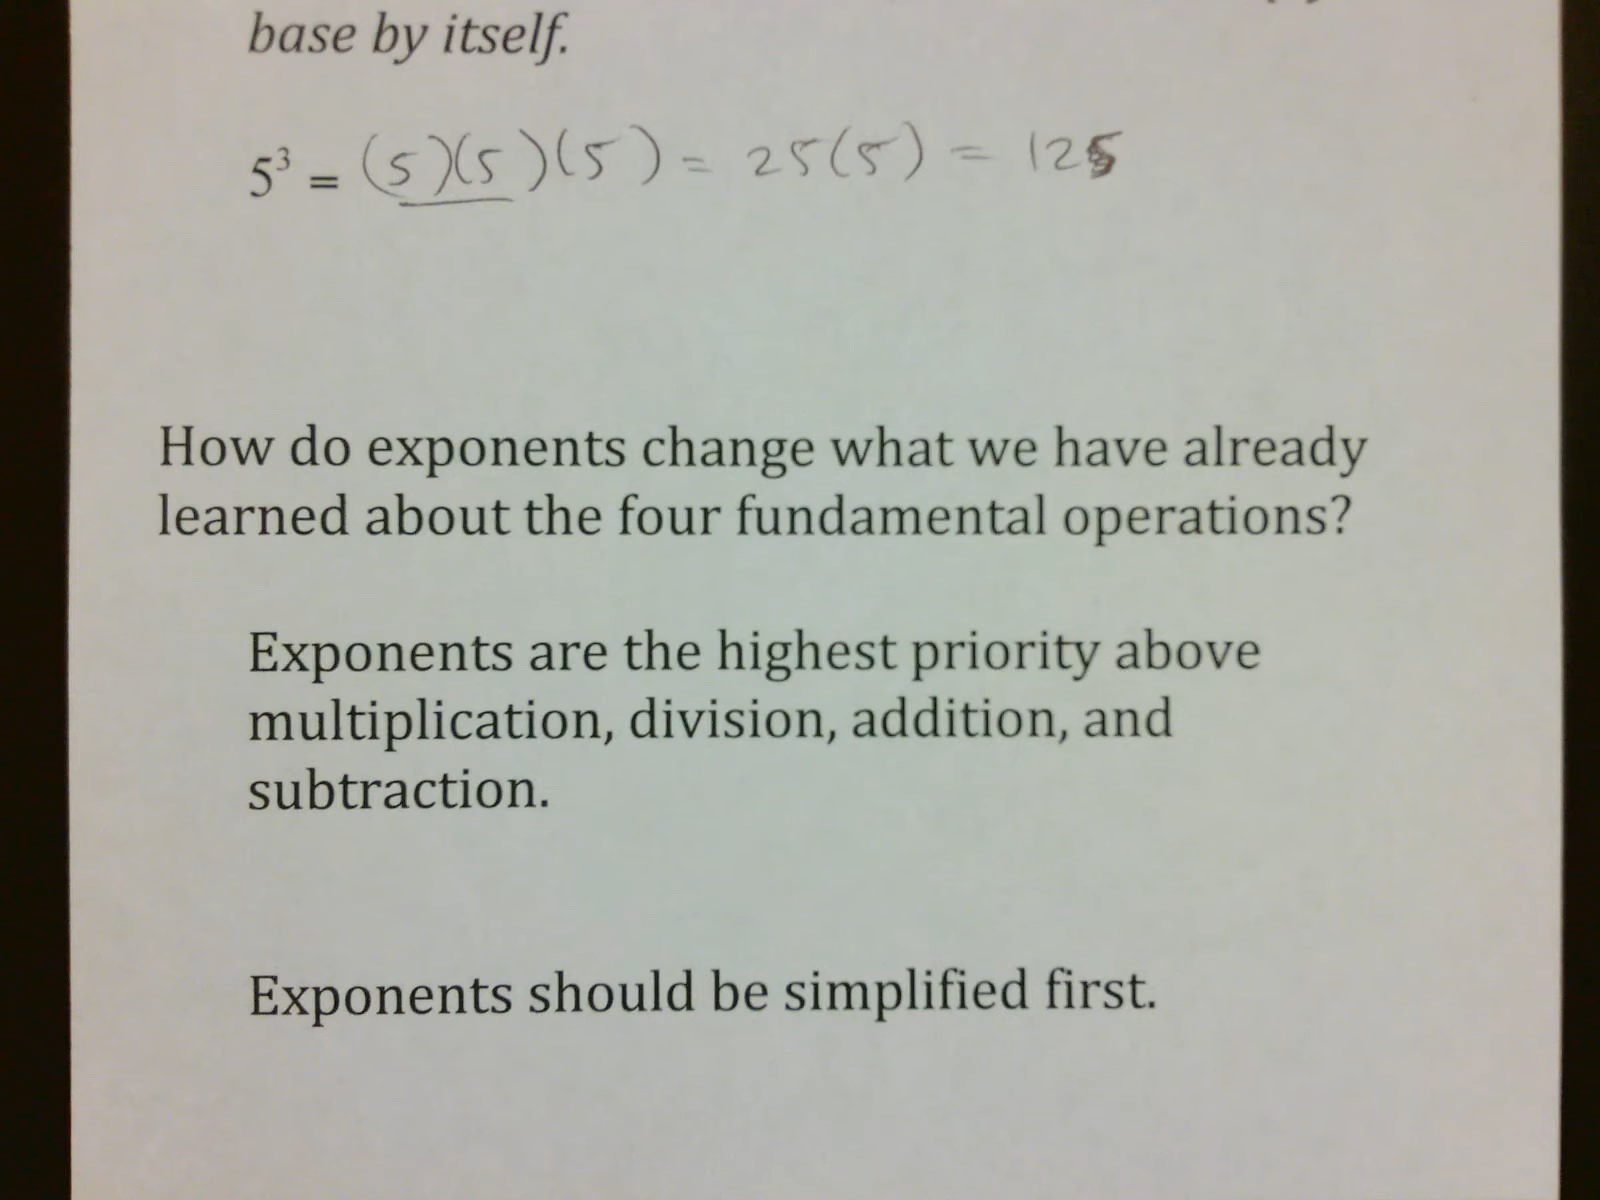 base by itself.
5³ = (5)(5)(5) = 25(5) = 125
How do exponents change what we have already
learned about the four fundamental operations?
Exponents are the highest priority above
multiplication, division, addition, and
subtraction.
Exponents should be simplified first.